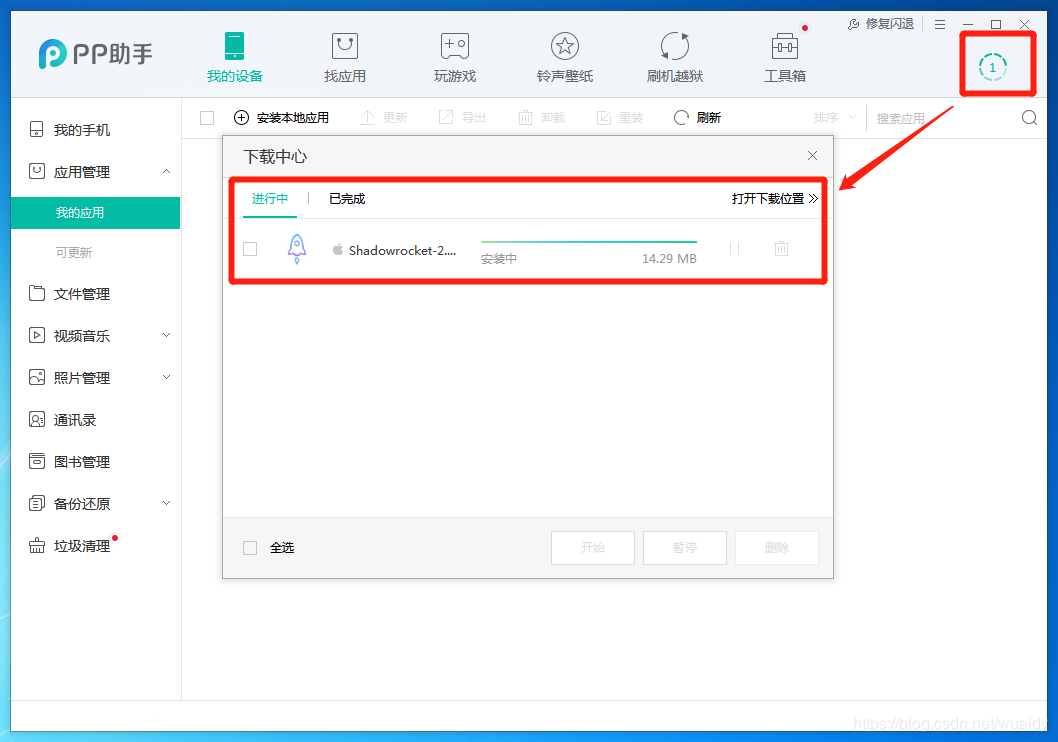 修复闪退
PP助手
我的设备 找应用 玩游戏 铃声壁纸 刷机越狱 工具箱
1
安装本地应用 更新 导出 卸载 重装 刷新 排序 搜索应用
我的手机
应用管理
我的应用
可更新
文件管理
视频音乐
照片管理
通讯录
图书管理
备份还原
垃圾清理
下载中心
进行中 已完成 打开下载位置
Shadowrocket-2....
安装中 14.29 MB
全选 开始 暂停 删除
https://blog.csdn.net/wuaidy